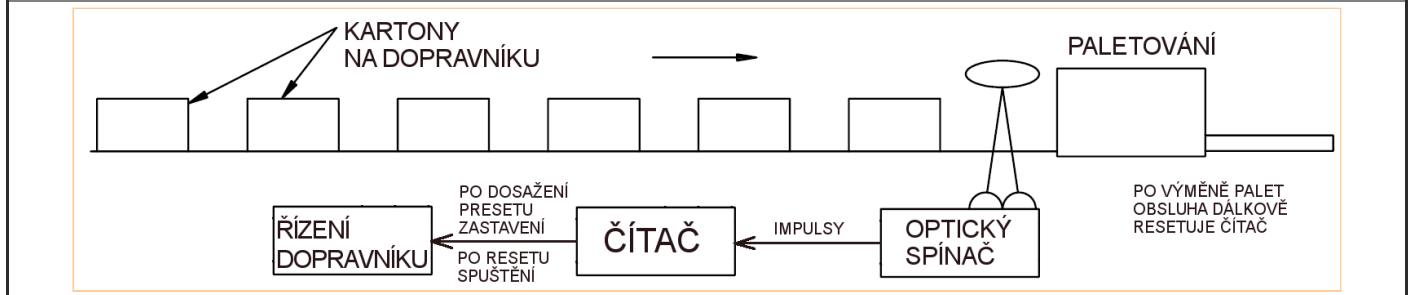 KARTONY
NA DOPRAVNÍKU
PALETOVÁNÍ
PO DOSAŽENÍ
PRESETU
ZASTAVENÍ
PO RESETU
SPUŠTĚNÍ
ŘÍZENÍ
DOPRAVNÍKU
ČÍTAČ
IMPULSY
OPTICKÝ
SPÍNAČ
PO VÝMĚNĚ PALET
OBSLUHA DÁLKOVĚ
RESETUJE ČÍTAČ